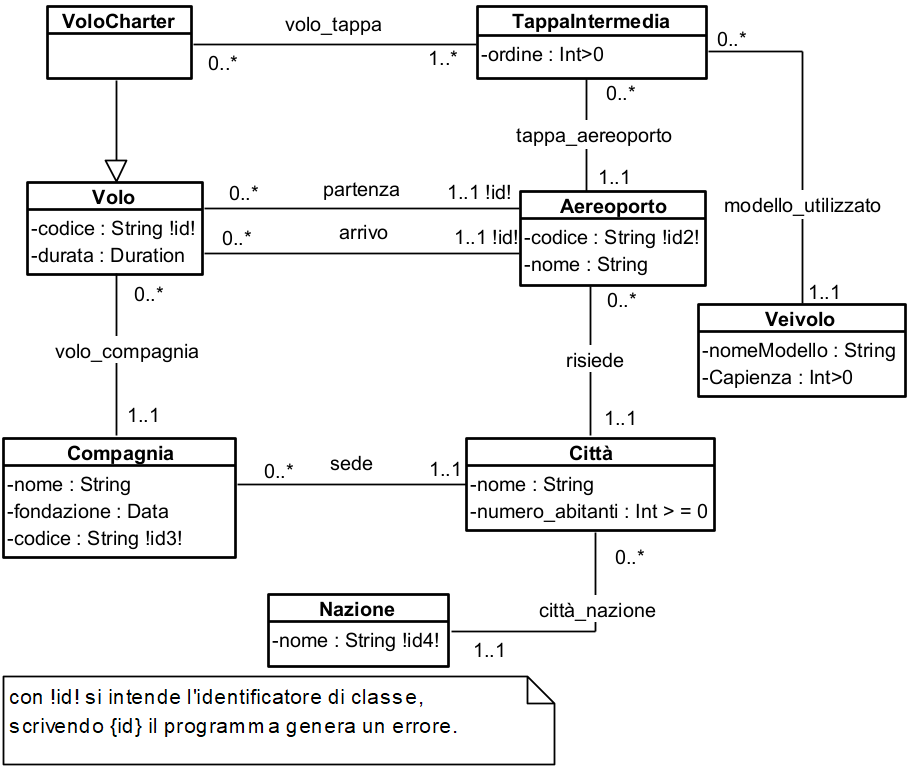 VoloCharter
volo_tappa
0..*
1..*
TappaIntermedia
-ordine : Int>0
0..*
0..*
tappa_aereoporto
1..1
modello_utilizzato
1..1
Volo
-codice : String !id!
-durata : Duration
0..*
partenza
1..1 !id!
0..*
arrivo
1..1 !id!
Aereoporto
-codice : String !id2!
-nome : String
0..*
volo_compagnia
1..1
0..*
risiede
1..1
Veivolo
-nomeModello : String
-Capienza : Int>0
Compagnia
-nome : String
-fondazione : Data
-codice : String !id3!
0..*
sede
1..1
Città
-nome : String
-numero_abitanti : Int > = 0
0..*
città_nazione
1..1
Nazione
-nome : String !id4!
con !id! si intende l'identificatore di classe,
scrivendo {id} il programma genera un errore.